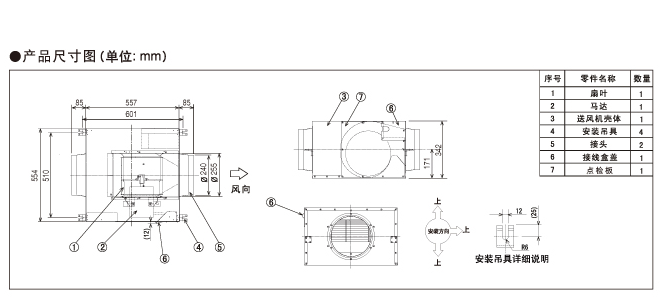 ●产品尺寸图(单位: mm)
85 557 85
601
554
510
Ø 240
Ø 255
(12)
风向
① ② ⑥ ④ ⑤
③ ⑦ ⑥
171
342
⑥
上
安装方向 上
上
12
(25)
R6
安装吊具详细说明
序号 零件名称 数量
1 扇叶 1
2 马达 1
3 送风机壳体 1
4 安装吊具 4
5 接头 2
6 接线盒盖 1
7 点检板 1